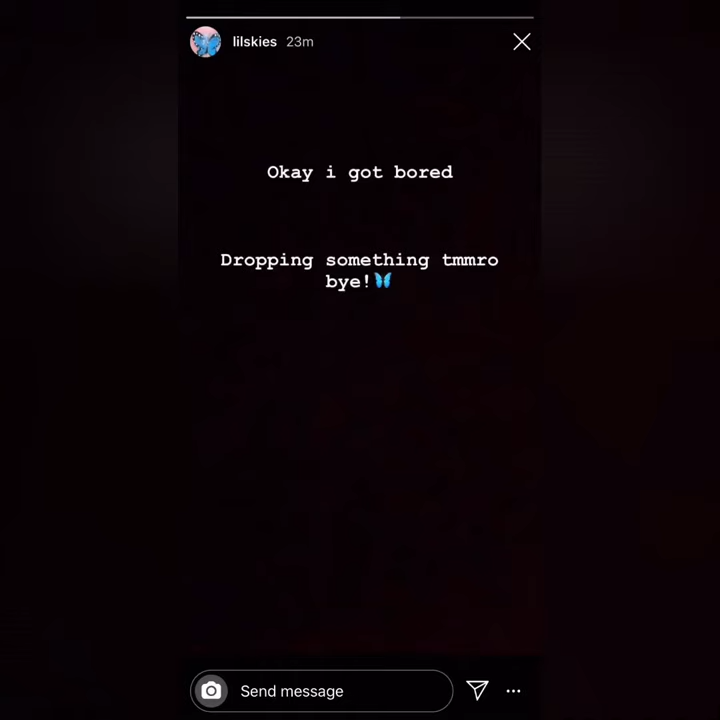 lilskies 23m
Okay i got bored
Dropping something tmmro
bye!🦋
Send message